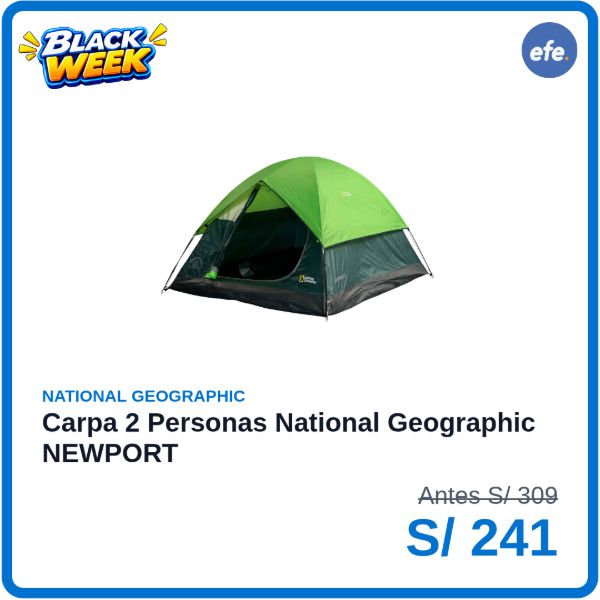 BLACK
WEEK
efe.
NATIONAL GEOGRAPHIC
Carpa 2 Personas National Geographic
NEWPORT
Antes S/ 309
S/ 241